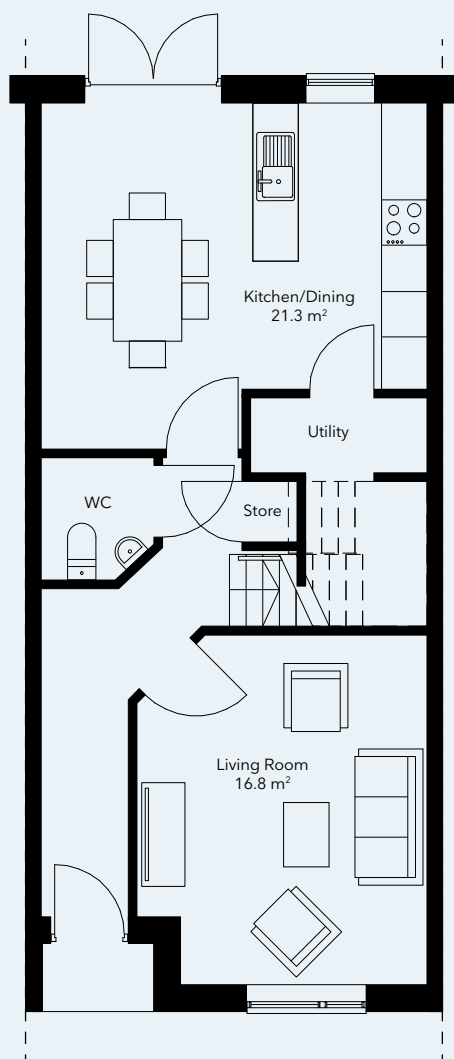 Kitchen/Dining
21.3 m²
Utility
WC
Store
Living Room
16.8 m²